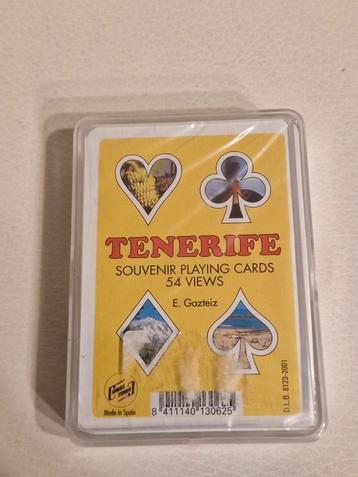 TENERIFE
SOUVENIR PLAYING CARDS
54 VIEWS
E. Gazteiz
Made in Spain
8 411140 130625
D.L.B. 8123-2001